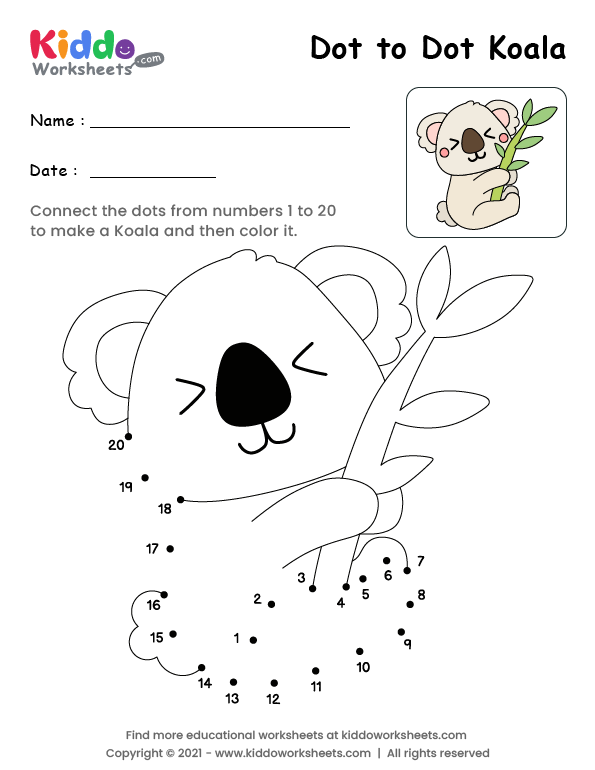 Kiddo
Worksheets.com
Dot to Dot Koala
Name :
Date :
Connect the dots from numbers 1 to 20
to make a Koala and then color it.
20
19
18
17
16
15
14
13
12
11
10
9
8
7
6
5
4
3
2
1
Find more educational worksheets at kiddoworksheets.com
Copyright © 2021 - www.kiddoworksheets.com | All rights reserved